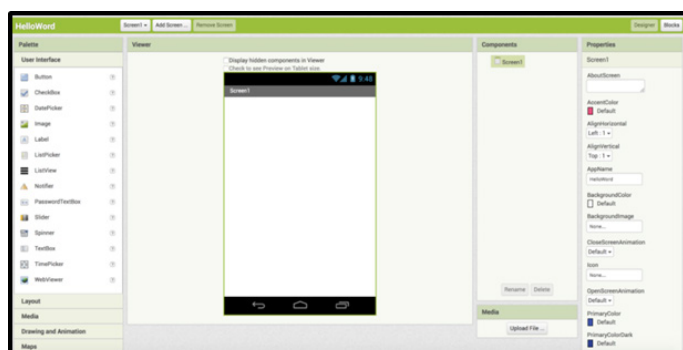 HelloWord
Screen1
Add Screen ...
Remove Screen
Designer
Blocks
Palette
User Interface
Button
CheckBox
DatePicker
Image
Label
ListPicker
ListView
Notifier
PasswordTextBox
Slider
Spinner
TextBox
TimePicker
WebViewer
Layout
Media
Drawing and Animation
Maps
Viewer
Display hidden components in Viewer
Check to see Preview on Tablet size.
9:48
Screen1
Components
Screen1
Rename
Delete
Media
Upload File ...
Properties
Screen1
AboutScreen
AccentColor
Default
AlignHorizontal
Left : 1
AlignVertical
Top : 1
AppName
HelloWord
BackgroundColor
Default
BackgroundImage
None...
CloseScreenAnimation
Default
Icon
None...
OpenScreenAnimation
Default
PrimaryColor
Default
PrimaryColorDark
Default